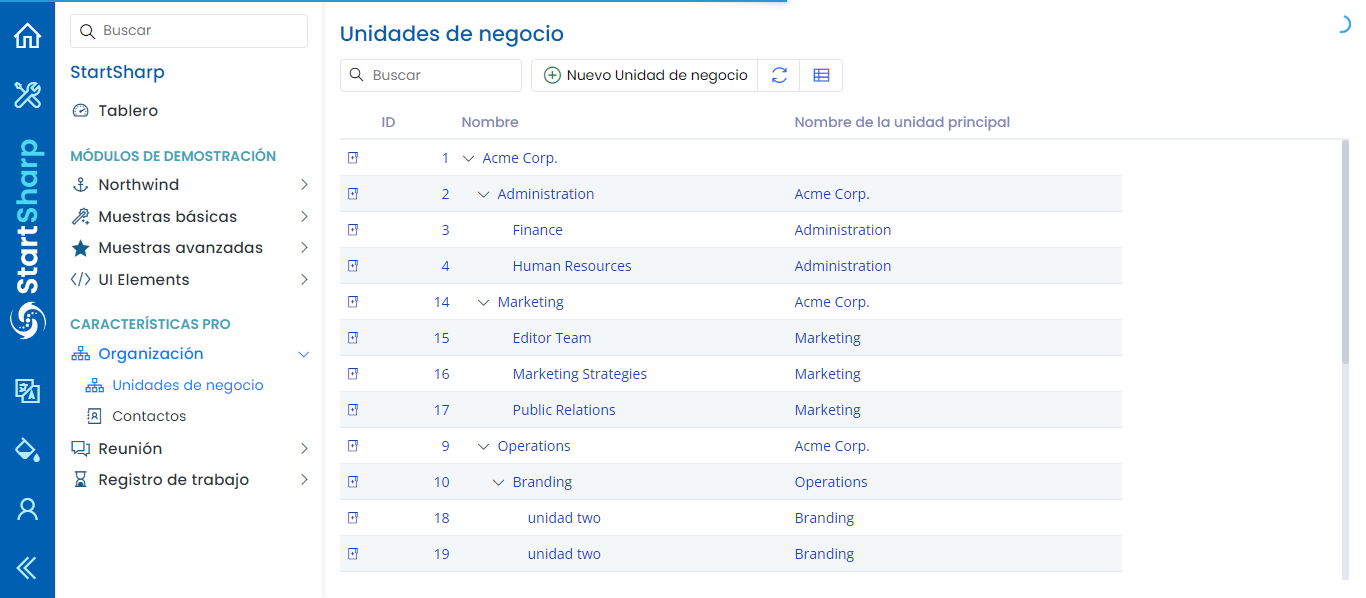 Buscar
StartSharp
Tablero
MÓDULOS DE DEMOSTRACIÓN
Northwind
Muestras básicas
Muestras avanzadas
UI Elements
CARACTERÍSTICAS PRO
Organización
Unidades de negocio
Contactos
Reunión
Registro de trabajo
StartSharp
Unidades de negocio
Buscar
Nuevo Unidad de negocio
ID Nombre Nombre de la unidad principal
1 Acme Corp.
2 Administration Acme Corp.
3 Finance Administration
4 Human Resources Administration
14 Marketing Acme Corp.
15 Editor Team Marketing
16 Marketing Strategies Marketing
17 Public Relations Marketing
9 Operations Acme Corp.
10 Branding Operations
18 unidad two Branding
19 unidad two Branding